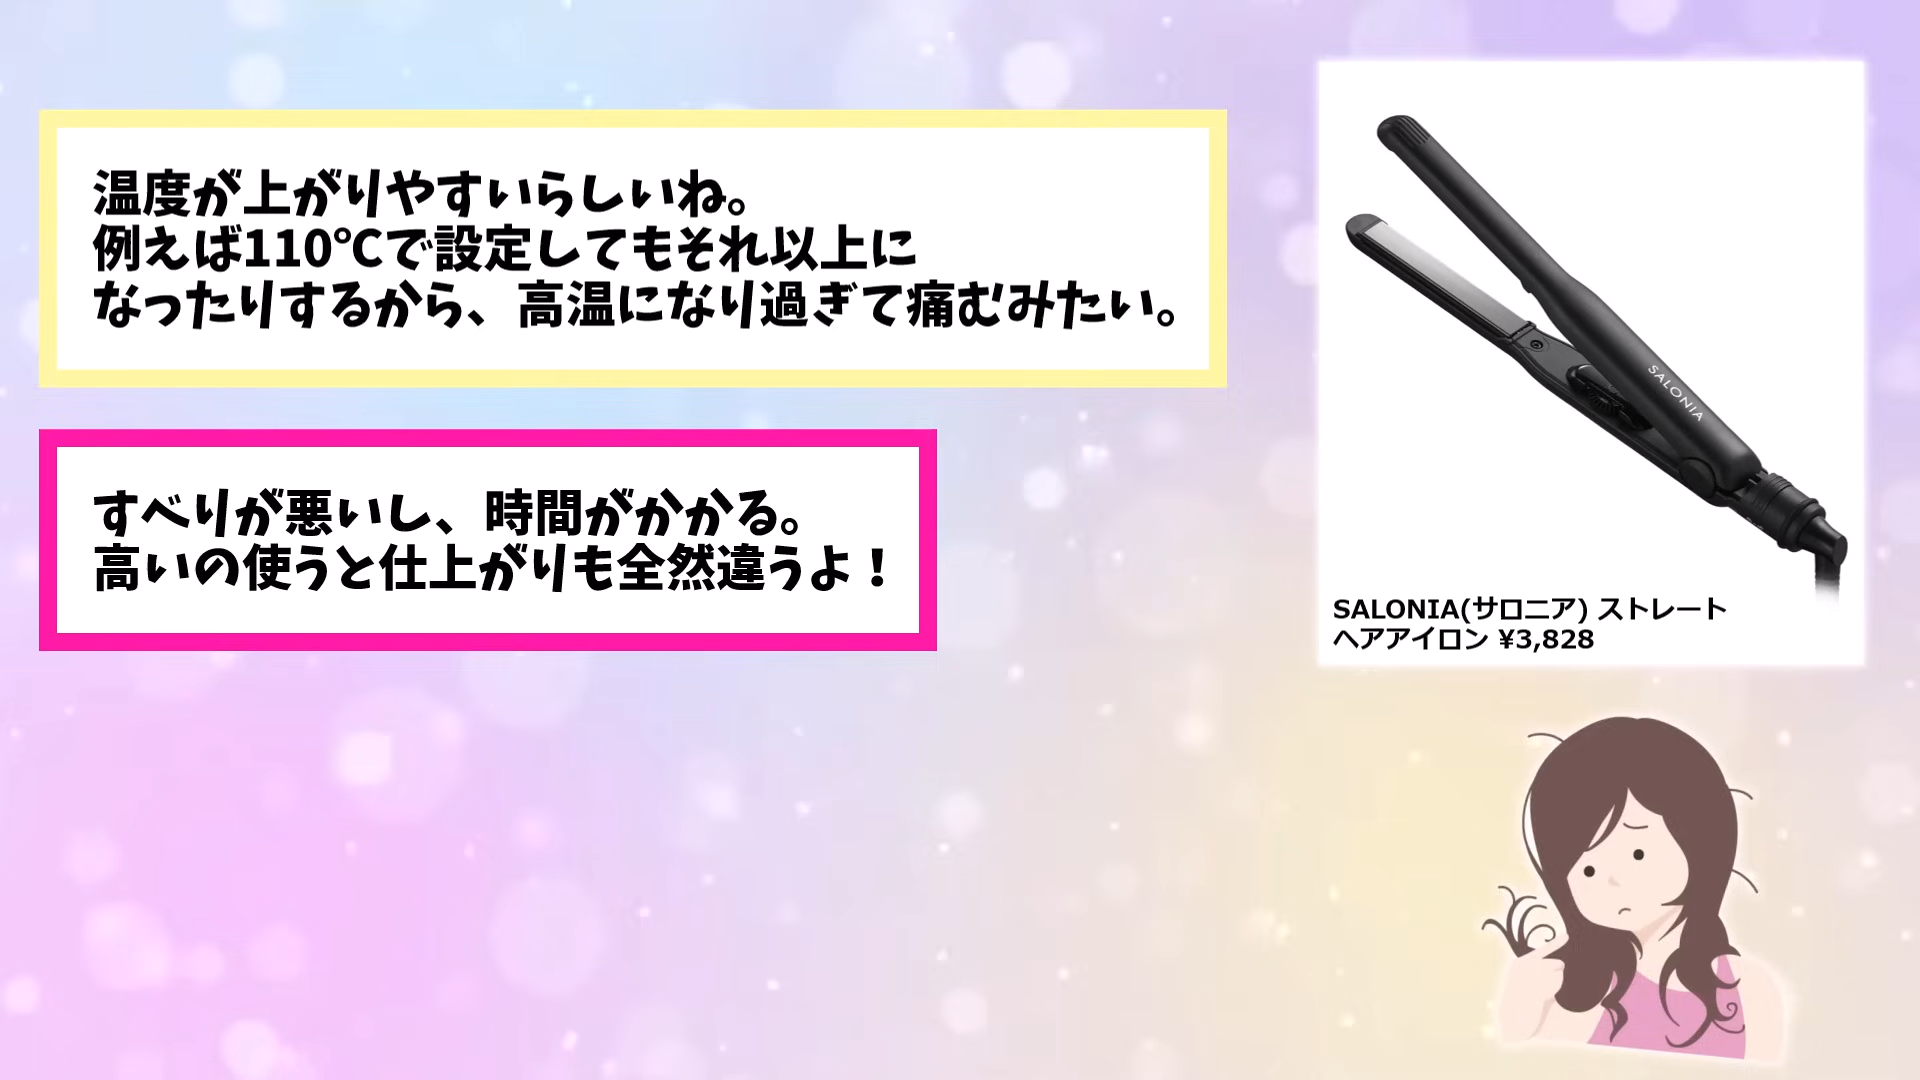 温度が上がりやすいらしいね。
例えば110℃で設定してもそれ以上に
なったりするから、高温になり過ぎて痛むみたい。
すべりが悪いし、時間がかかる。
高いの使うと仕上がりも全然違うよ！
SALONIA
SALONIA(サロニア) ストレート
ヘアアイロン ¥3,828